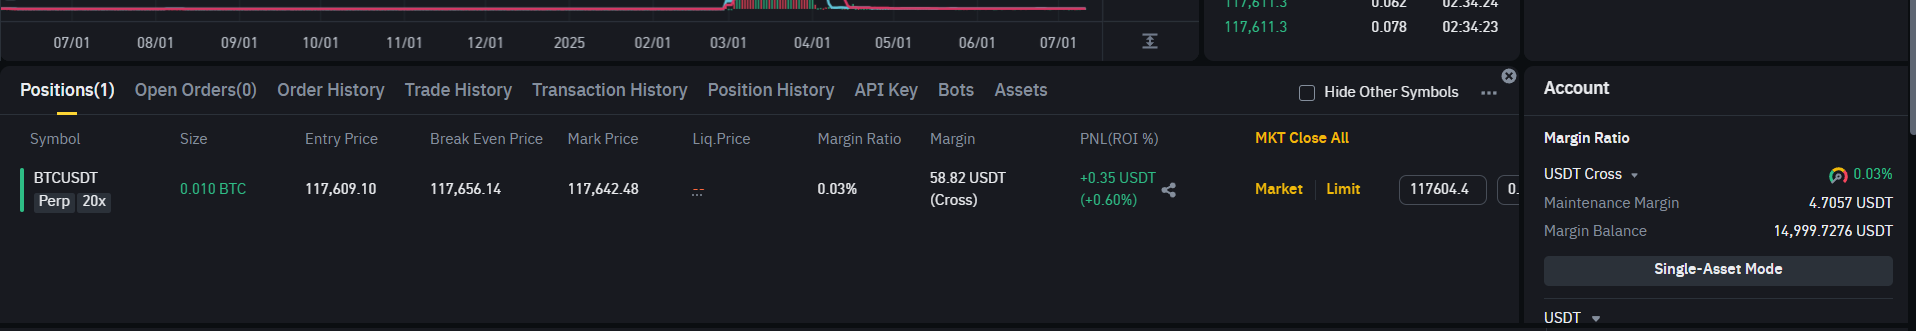 117,611.3 0.062 02:34:24
117,611.3 0.078 02:34:23
07/01 08/01 09/01 10/01 11/01 12/01 2025 02/01 03/01 04/01 05/01 06/01 07/01
Positions(1) Open Orders(0) Order History Trade History Transaction History Position History API Key Bots Assets
Hide Other Symbols ...
Symbol Size Entry Price Break Even Price Mark Price Liq.Price Margin Ratio Margin PNL(ROI %) MKT Close All
BTCUSDT
Perp 20x
0.010 BTC 117,609.10 117,656.14 117,642.48 -- 0.03%
58.82 USDT
(Cross)
+0.35 USDT
(+0.60%)
Market Limit 117604.4 0.
Account
Margin Ratio
USDT Cross 0.03%
Maintenance Margin 4.7057 USDT
Margin Balance 14,999.7276 USDT
Single-Asset Mode
USDT